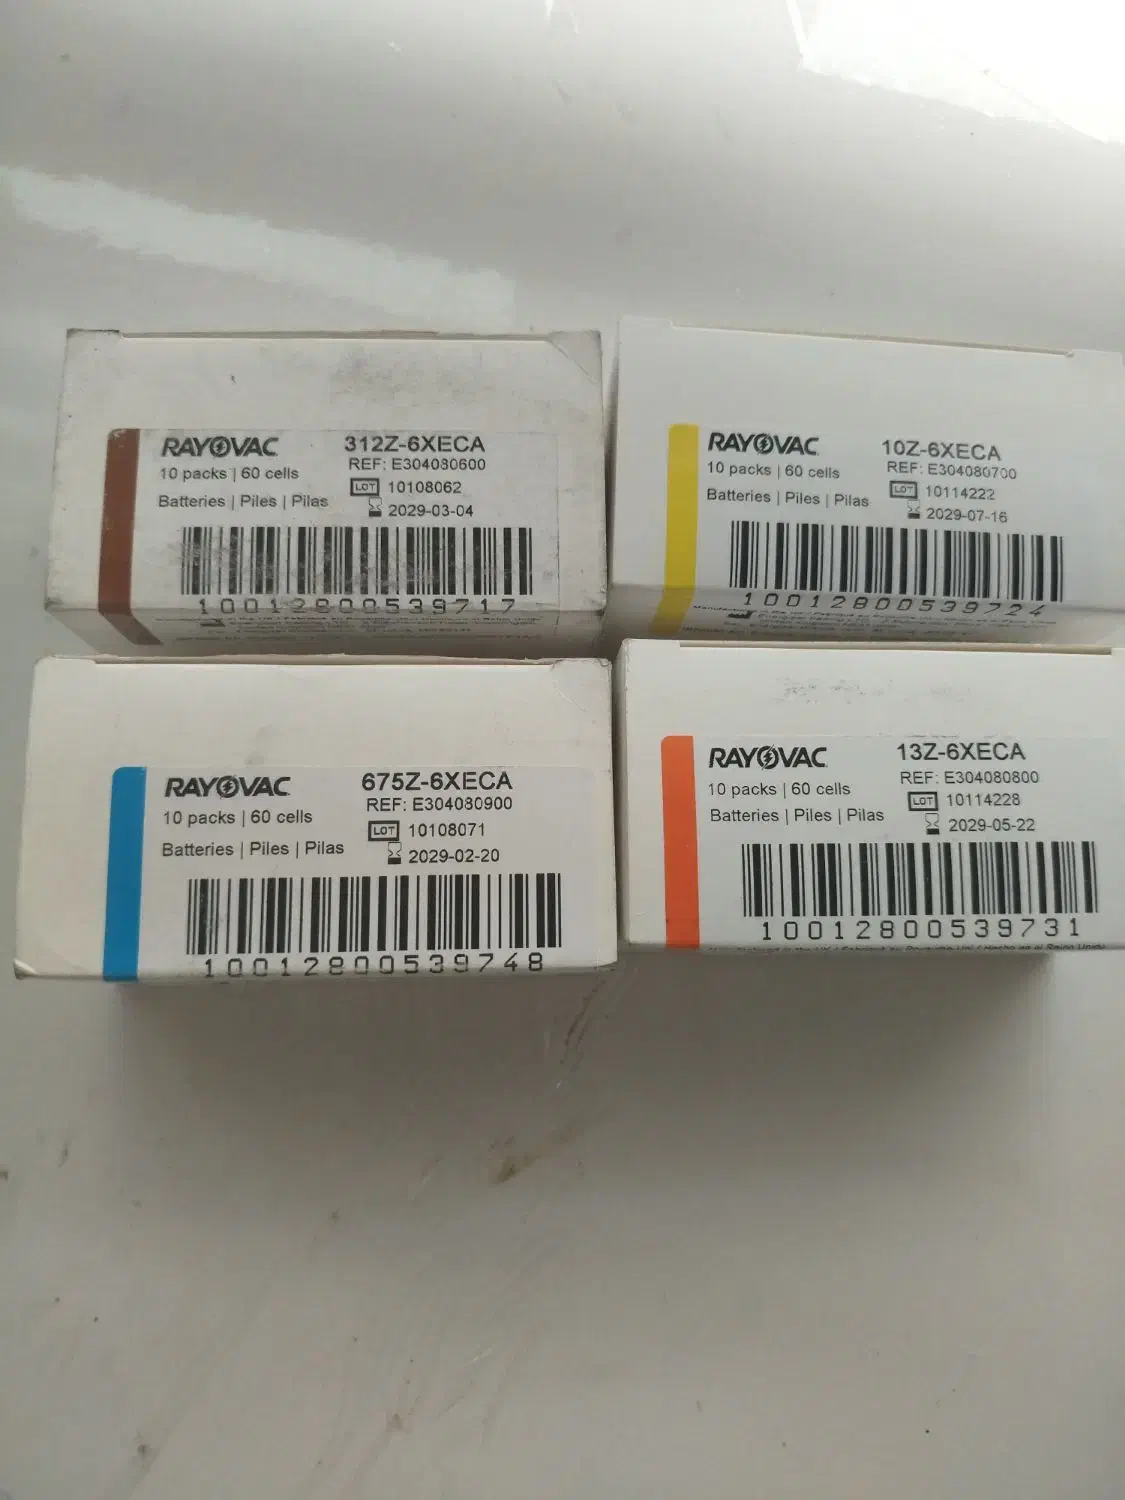 RAYOVAC 312Z-6XECA
10 packs | 60 cells REF: E304080600
LOT 10108062
Batteries | Piles | Pilas 2029-03-04
10012800539717
RAYOVAC 10Z-6XECA
10 packs | 60 cells REF: E304080700
LOT 10114222
Batteries | Piles | Pilas 2029-07-16
10012800539724
RAYOVAC 675Z-6XECA
10 packs | 60 cells REF: E304080900
LOT 10108071
Batteries | Piles | Pilas 2029-02-20
10012800539748
RAYOVAC 13Z-6XECA
10 packs | 60 cells REF: E304080800
LOT 10114228
Batteries | Piles | Pilas 2029-05-22
10012800539731